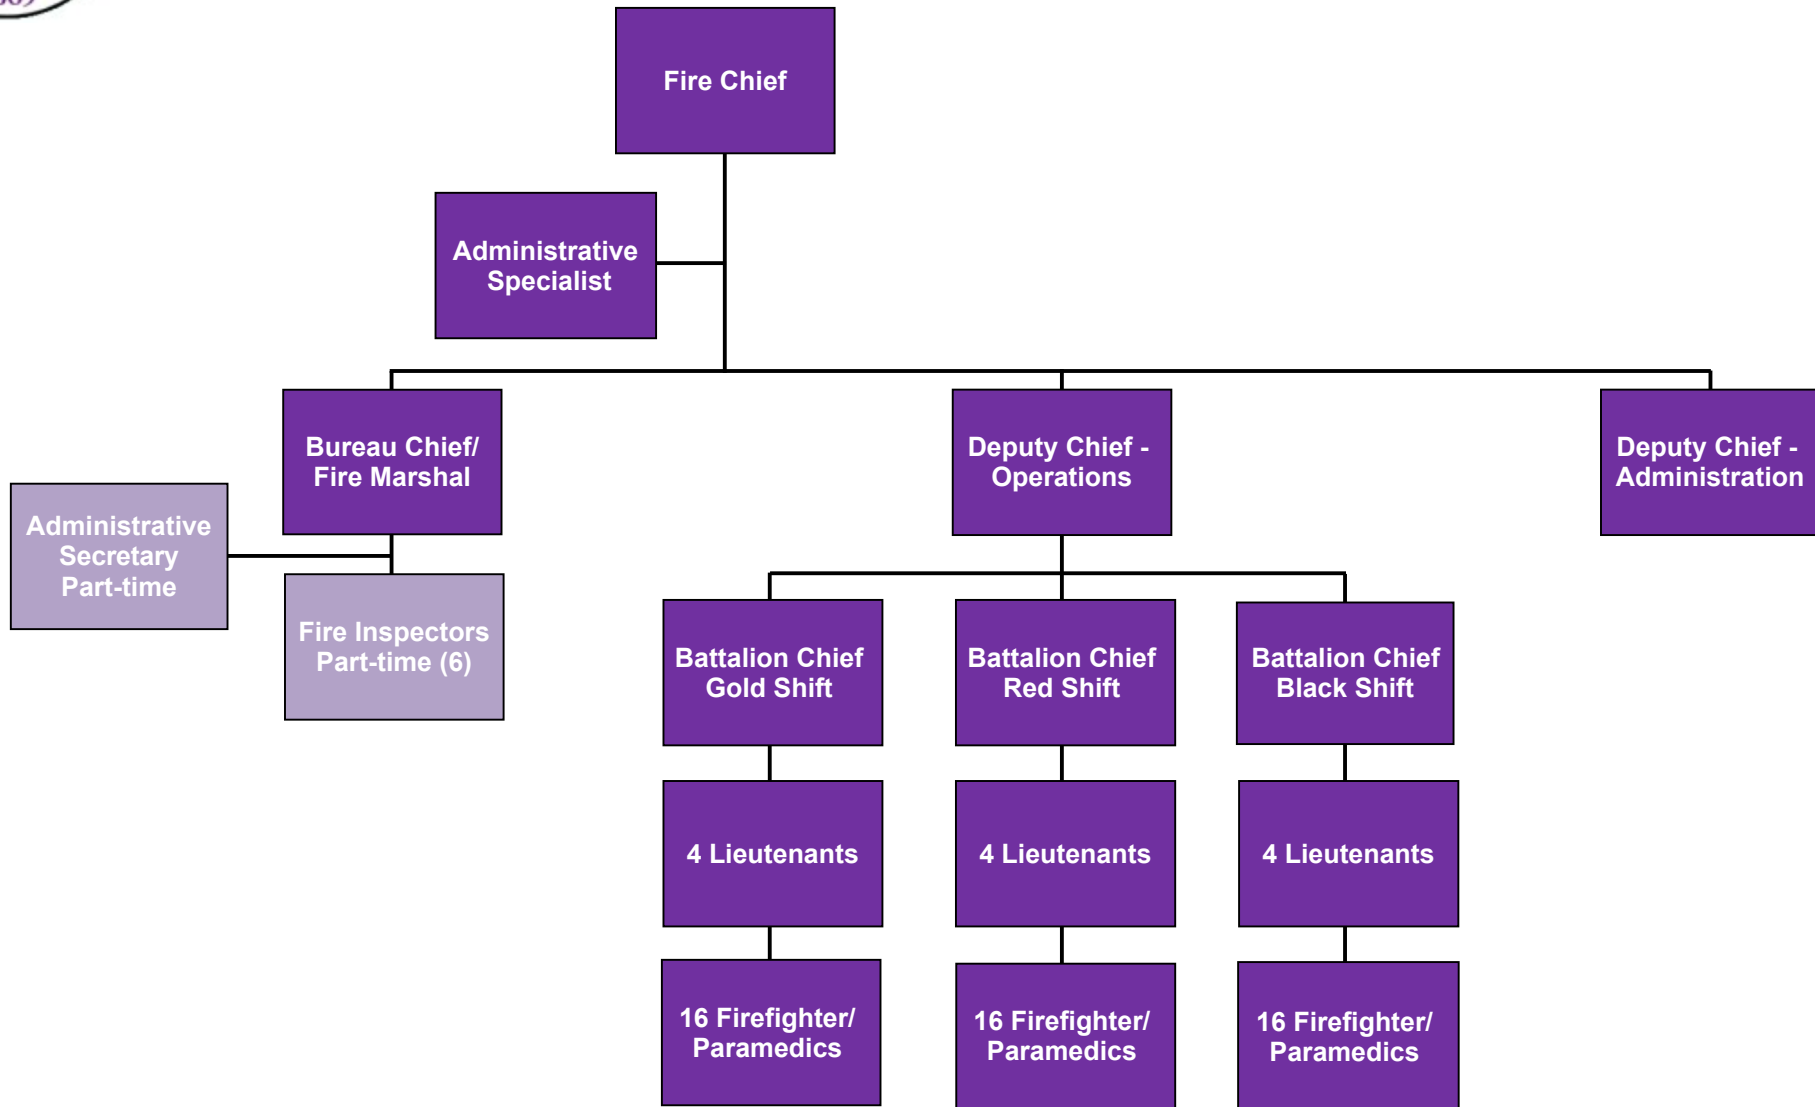 Fire Chief
Administrative
Specialist
Bureau Chief/
Fire Marshal
Deputy Chief -
Operations
Deputy Chief -
Administration
Administrative
Secretary
Part-time
Fire Inspectors
Part-time (6)
Battalion Chief
Gold Shift
Battalion Chief
Red Shift
Battalion Chief
Black Shift
4 Lieutenants
4 Lieutenants
4 Lieutenants
16 Firefighter/
Paramedics
16 Firefighter/
Paramedics
16 Firefighter/
Paramedics